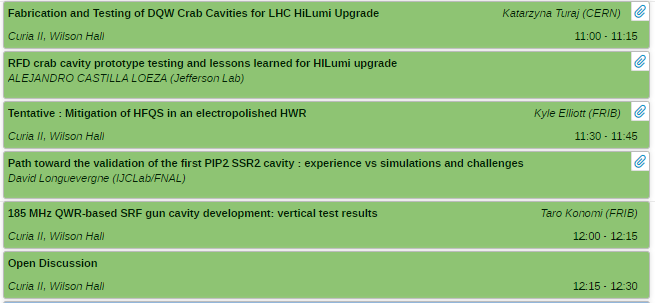 Fabrication and Testing of DQW Crab Cavities for LHC HiLumi Upgrade Katarzyna Turaj (CERN)
Curia II, Wilson Hall 11:00 - 11:15
RFD crab cavity prototype testing and lessons learned for HILumi upgrade
ALEJANDRO CASTILLA LOEZA (Jefferson Lab)
Tentative : Mitigation of HFQS in an electropolished HWR Kyle Elliott (FRIB)
Curia II, Wilson Hall 11:30 - 11:45
Path toward the validation of the first PIP2 SSR2 cavity : experience vs simulations and challenges
David Longuevergne (IJCLab/FNAL)
185 MHz QWR-based SRF gun cavity development: vertical test results Taro Konomi (FRIB)
Curia II, Wilson Hall 12:00 - 12:15
Open Discussion
Curia II, Wilson Hall 12:15 - 12:30